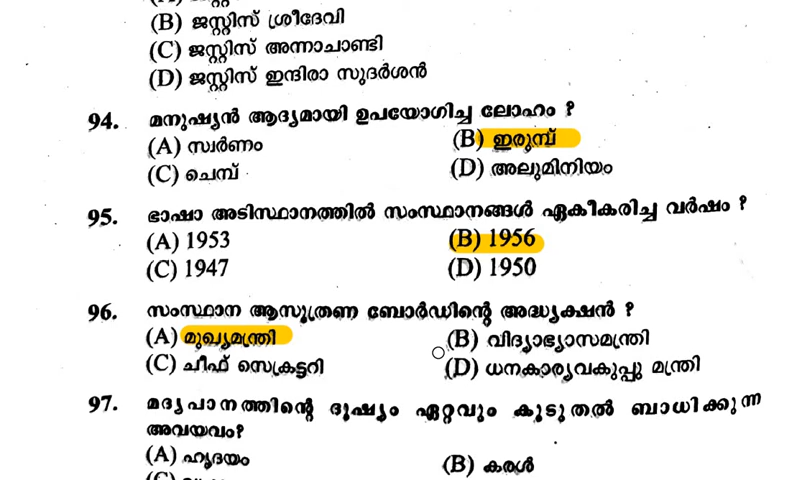 (B) ജസ്റ്റിസ് ശ്രീദേവി
(C) ജസ്റ്റിസ് അന്നാചാണ്ടി
(D) ജസ്റ്റിസ് ഇന്ദിരാ സുദർശൻ
94. മനുഷ്യൻ ആദ്യമായി ഉപയോഗിച്ച ലോഹം ?
(A) സ്വർണം (B) ഇരുമ്പ്
(C) ചെമ്പ് (D) അലുമിനിയം
95. ഭാഷാ അടിസ്ഥാനത്തിൽ സംസ്ഥാനങ്ങൾ ഏകീകരിച്ച വർഷം ?
(A) 1953 (B) 1956
(C) 1947 (D) 1950
96. സംസ്ഥാന ആസൂത്രണ ബോർഡിന്റെ അദ്ധ്യക്ഷൻ ?
(A) മുഖ്യമന്ത്രി (B) വിദ്യാഭ്യാസമന്ത്രി
(C) ചീഫ് സെക്രട്ടറി (D) ധനകാര്യവകുപ്പു മന്ത്രി
97. മദ്യപാനത്തിന്റെ ദൂഷ്യം ഏറ്റവും കൂടുതൽ ബാധിക്കുന്ന
അവയവം?
(A) ഹൃദയം (B) കരൾ